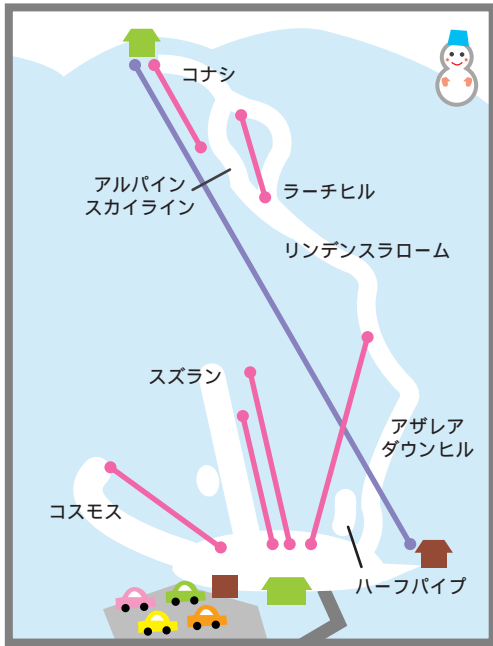 コナシ
アルパイン
スカイライン
ラーチヒル
リンデンスラローム
スズラン
アザレア
ダウンヒル
コスモス
ハーフパイプ